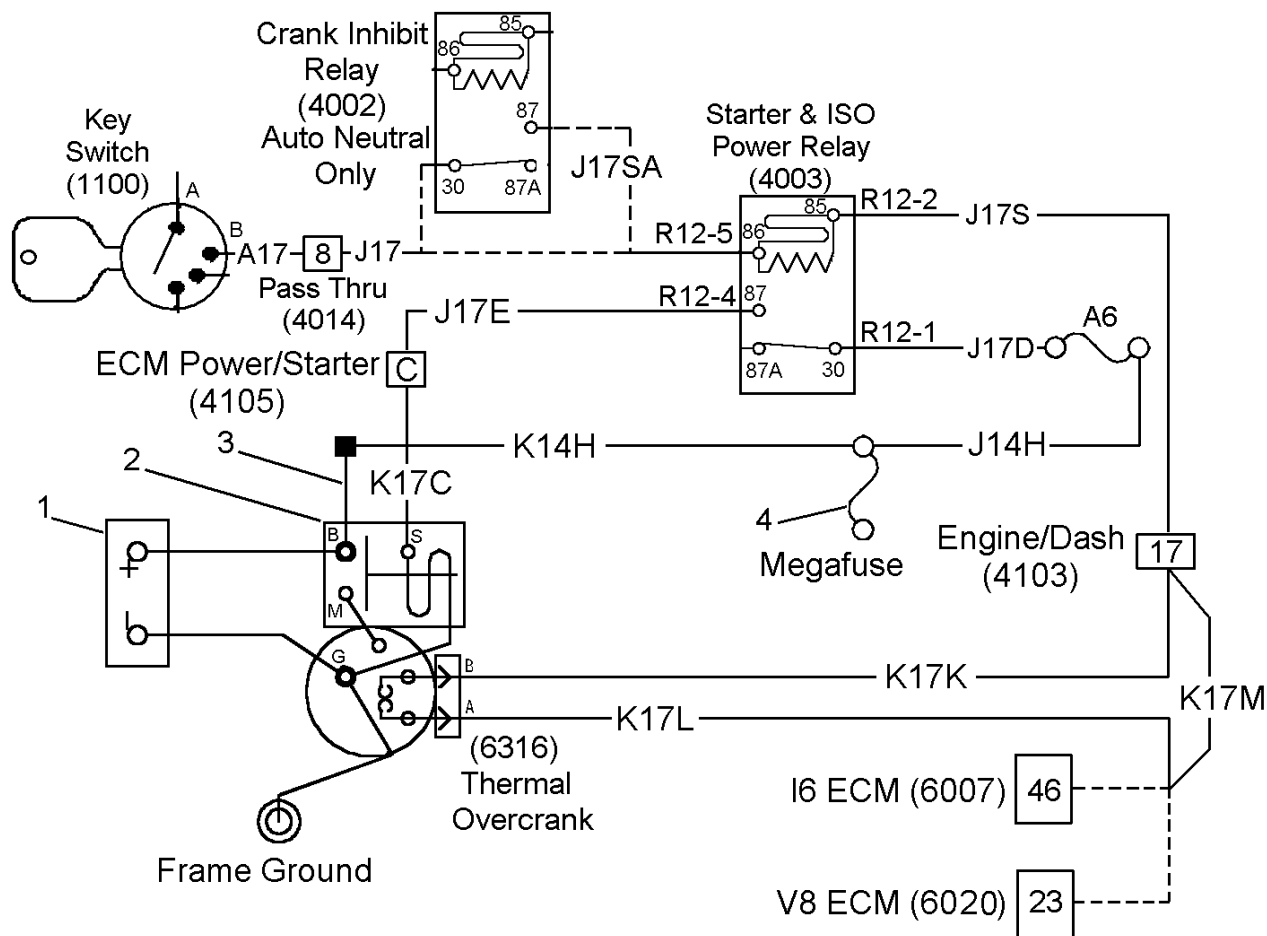 Crank Inhibit
Relay
(4002)
Auto Neutral
Only
85
86
87
30
87A
J17SA
Key
Switch
(1100)
A
B
A17
8
J17
Pass Thru
(4014)
Starter & ISO
Power Relay
(4003)
85
86
87
87A
30
R12-2
J17S
R12-5
R12-4
J17E
R12-1
J17D
A6
ECM Power/Starter
(4105)
C
K14H
J14H
K17C
3
2
1
4
Megafuse
Engine/Dash
(4103)
17
B
S
M
G
+
B
A
K17K
K17L
K17M
(6316)
Thermal
Overcrank
I6 ECM (6007)
46
V8 ECM (6020)
23
Frame Ground